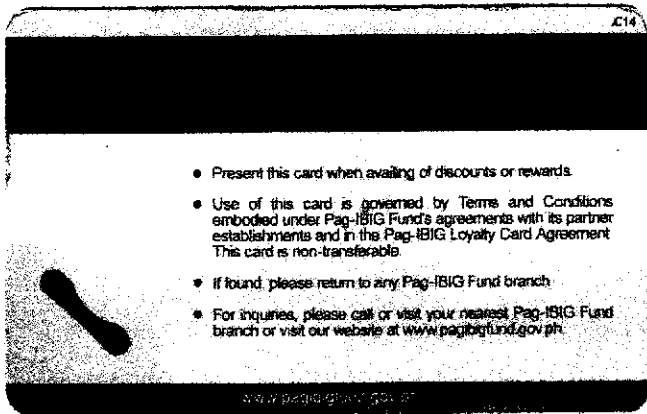 JC14
● Present this card when availing of discounts or rewards.
● Use of this card is governed by Terms and Conditions
embodied under Pag-IBIG Fund's agreements with its partner
establishments and in the Pag-IBIG Loyalty Card Agreement
This card is non-transferable.
● If found, please return to any Pag-IBIG Fund branch
● For inquiries, please call or visit your nearest Pag-IBIG Fund
branch or visit our website at www.pagibigfund.gov.ph
www.pagibigfund.gov.ph